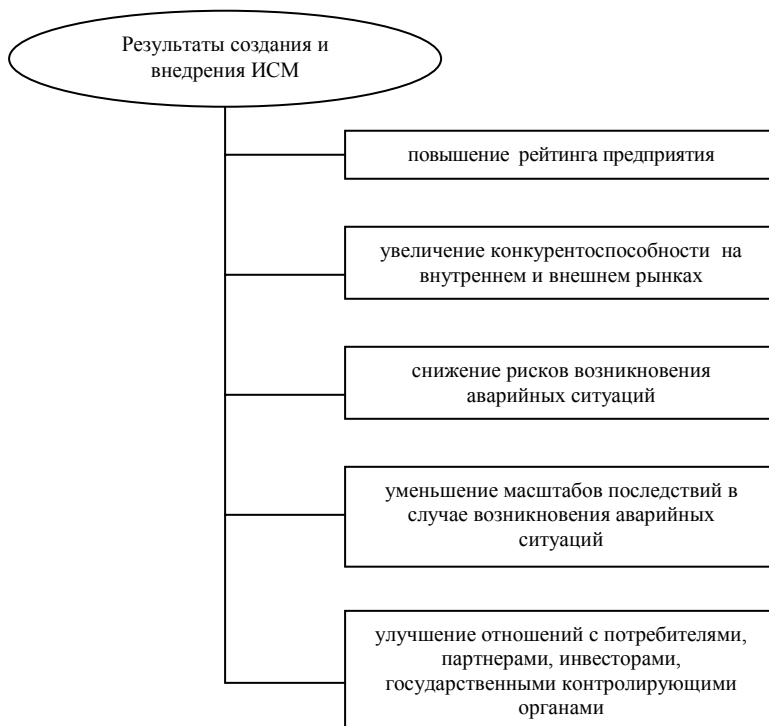 Результаты создания и
внедрения ИСМ
повышение рейтинга предприятия
увеличение конкурентоспособности на
внутреннем и внешнем рынках
снижение рисков возникновения
аварийных ситуаций
уменьшение масштабов последствий в
случае возникновения аварийных
ситуаций
улучшение отношений с потребителями,
партнерами, инвесторами,
государственными контролирующими
органами